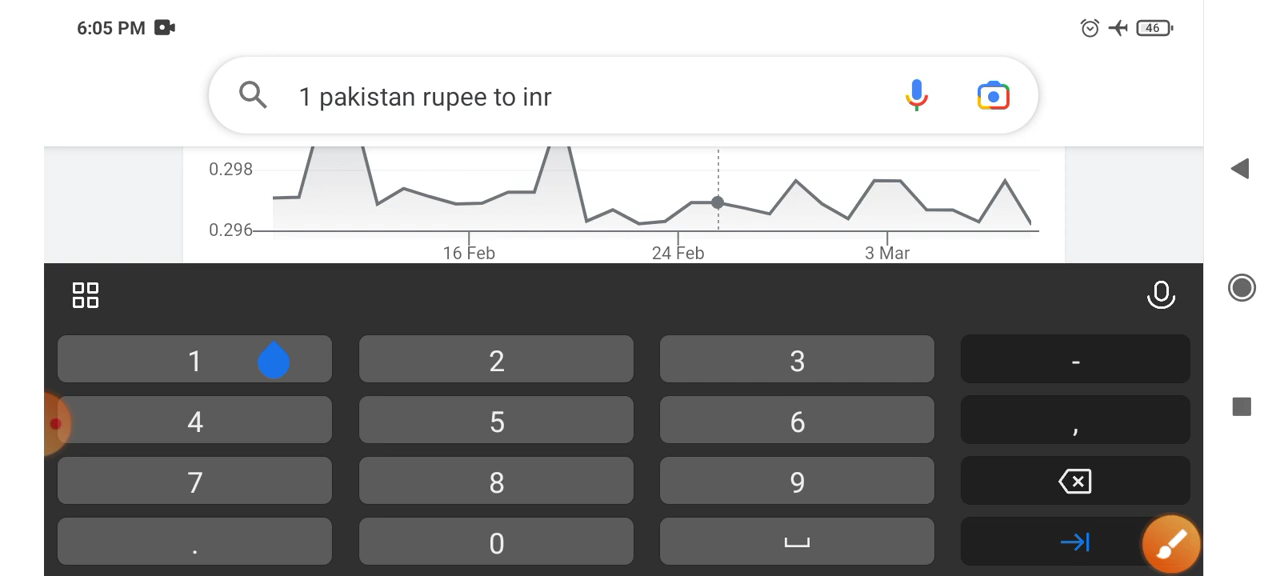 6:05 PM
46
1 pakistan rupee to inr
0.298
0.296
16 Feb
24 Feb
3 Mar
1 2 3 -
4 5 6 ,
7 8 9
. 0